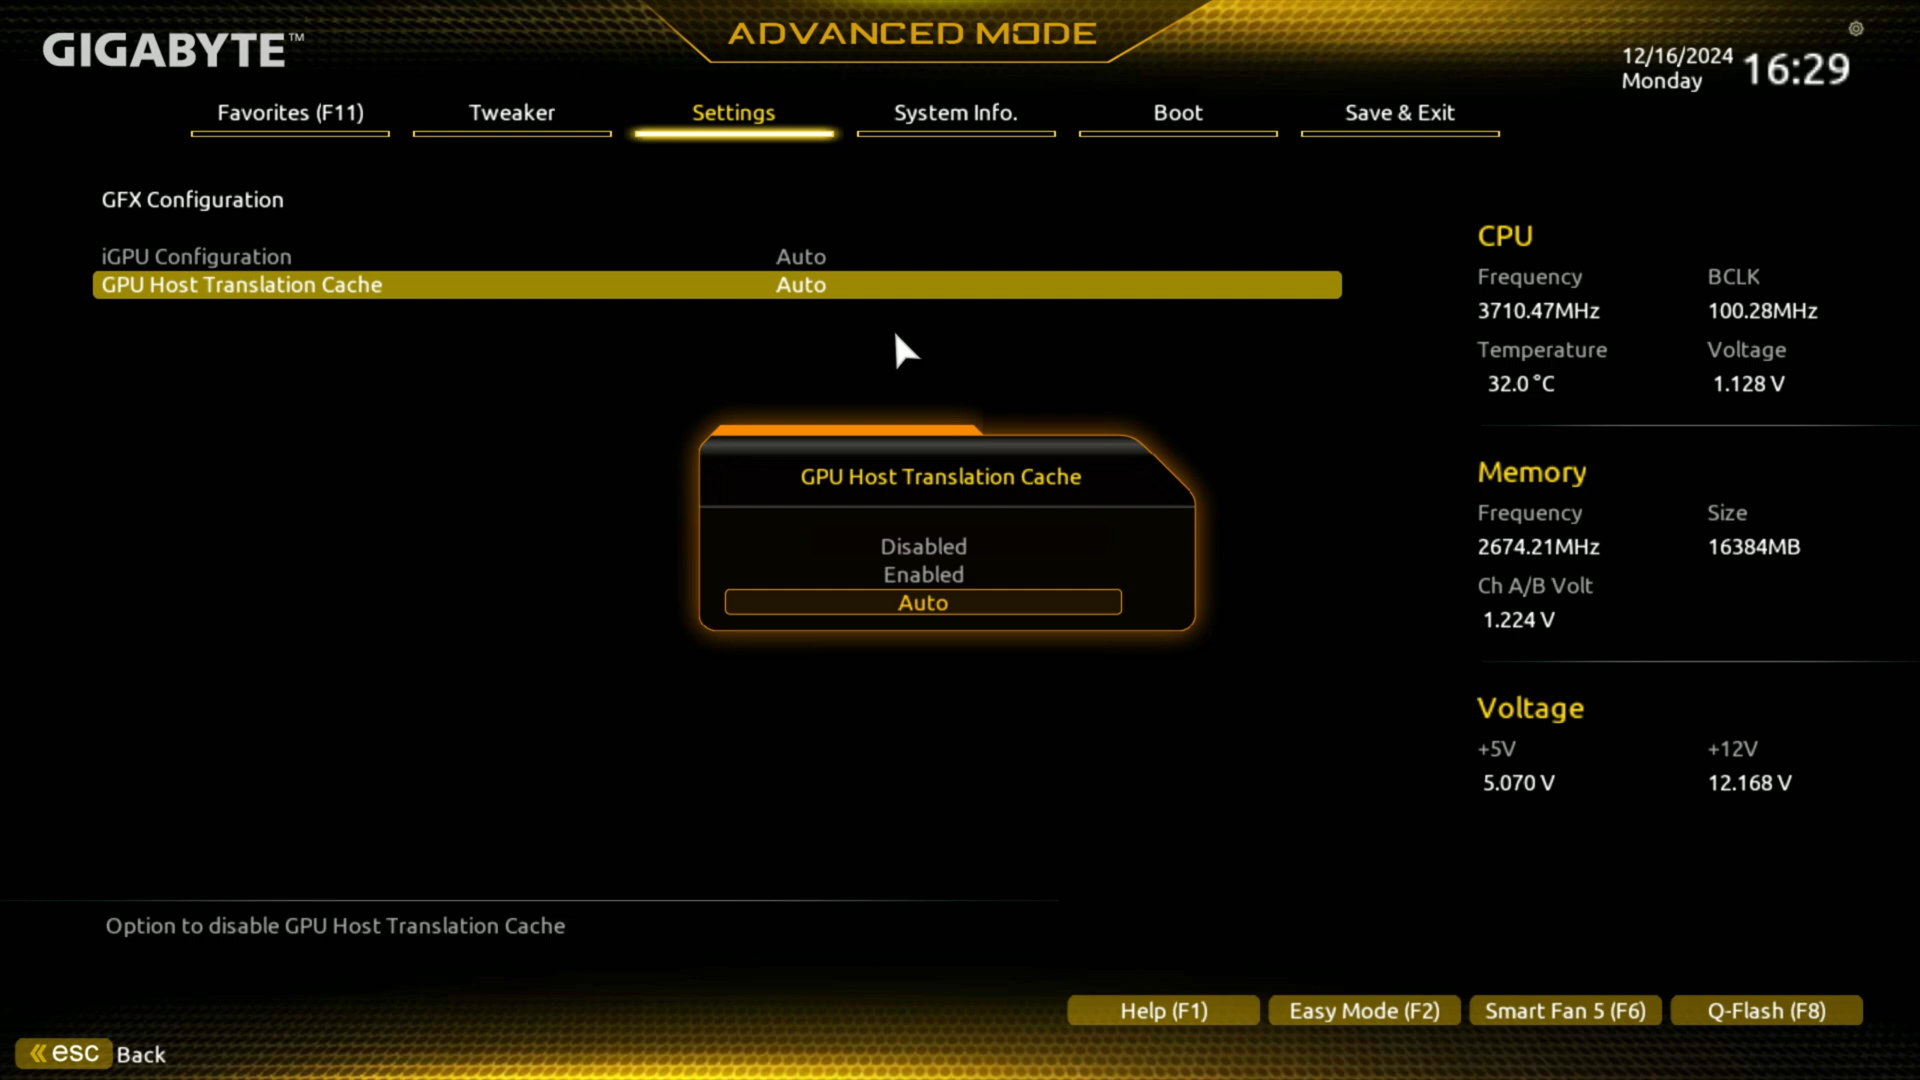 GIGABYTE™
ADVANCED MODE
12/16/2024
Monday
16:29
Favorites (F11)
Tweaker
Settings
System Info.
Boot
Save & Exit
GFX Configuration
iGPU Configuration Auto
GPU Host Translation Cache Auto
GPU Host Translation Cache
Disabled
Enabled
Auto
CPU
Frequency BCLK
3710.47MHz 100.28MHz
Temperature Voltage
32.0 °C 1.128 V
Memory
Frequency Size
2674.21MHz 16384MB
Ch A/B Volt
1.224 V
Voltage
+5V +12V
5.070 V 12.168 V
Option to disable GPU Host Translation Cache
Help (F1)
Easy Mode (F2)
Smart Fan 5 (F6)
Q-Flash (F8)
esc Back